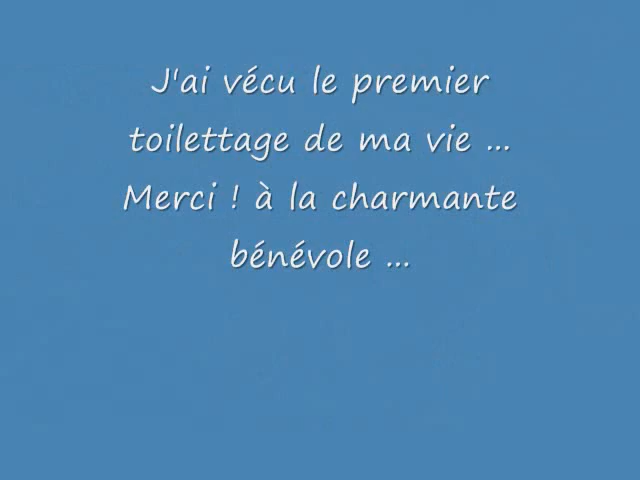 J'ai vécu le premier
toilettage de ma vie ...
Merci ! à la charmante
bénévole ...